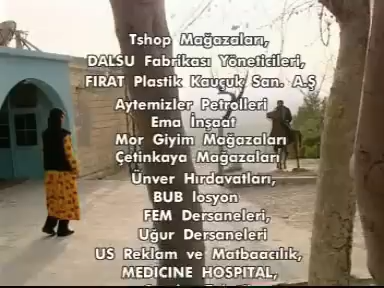 Tshop Mağazaları,
DALSU Fabrikası Yöneticileri,
FIRAT Plastik Kauçuk San. A.Ş
Aytemizler Petrolleri
Ema İnşaat
Mor Giyim Mağazaları
Çetinkaya Mağazaları
Ünver Hırdavatları,
BUB losyon
FEM Dersaneleri,
Uğur Dersaneleri
US Reklam ve Matbaacılık,
MEDICINE HOSPITAL,